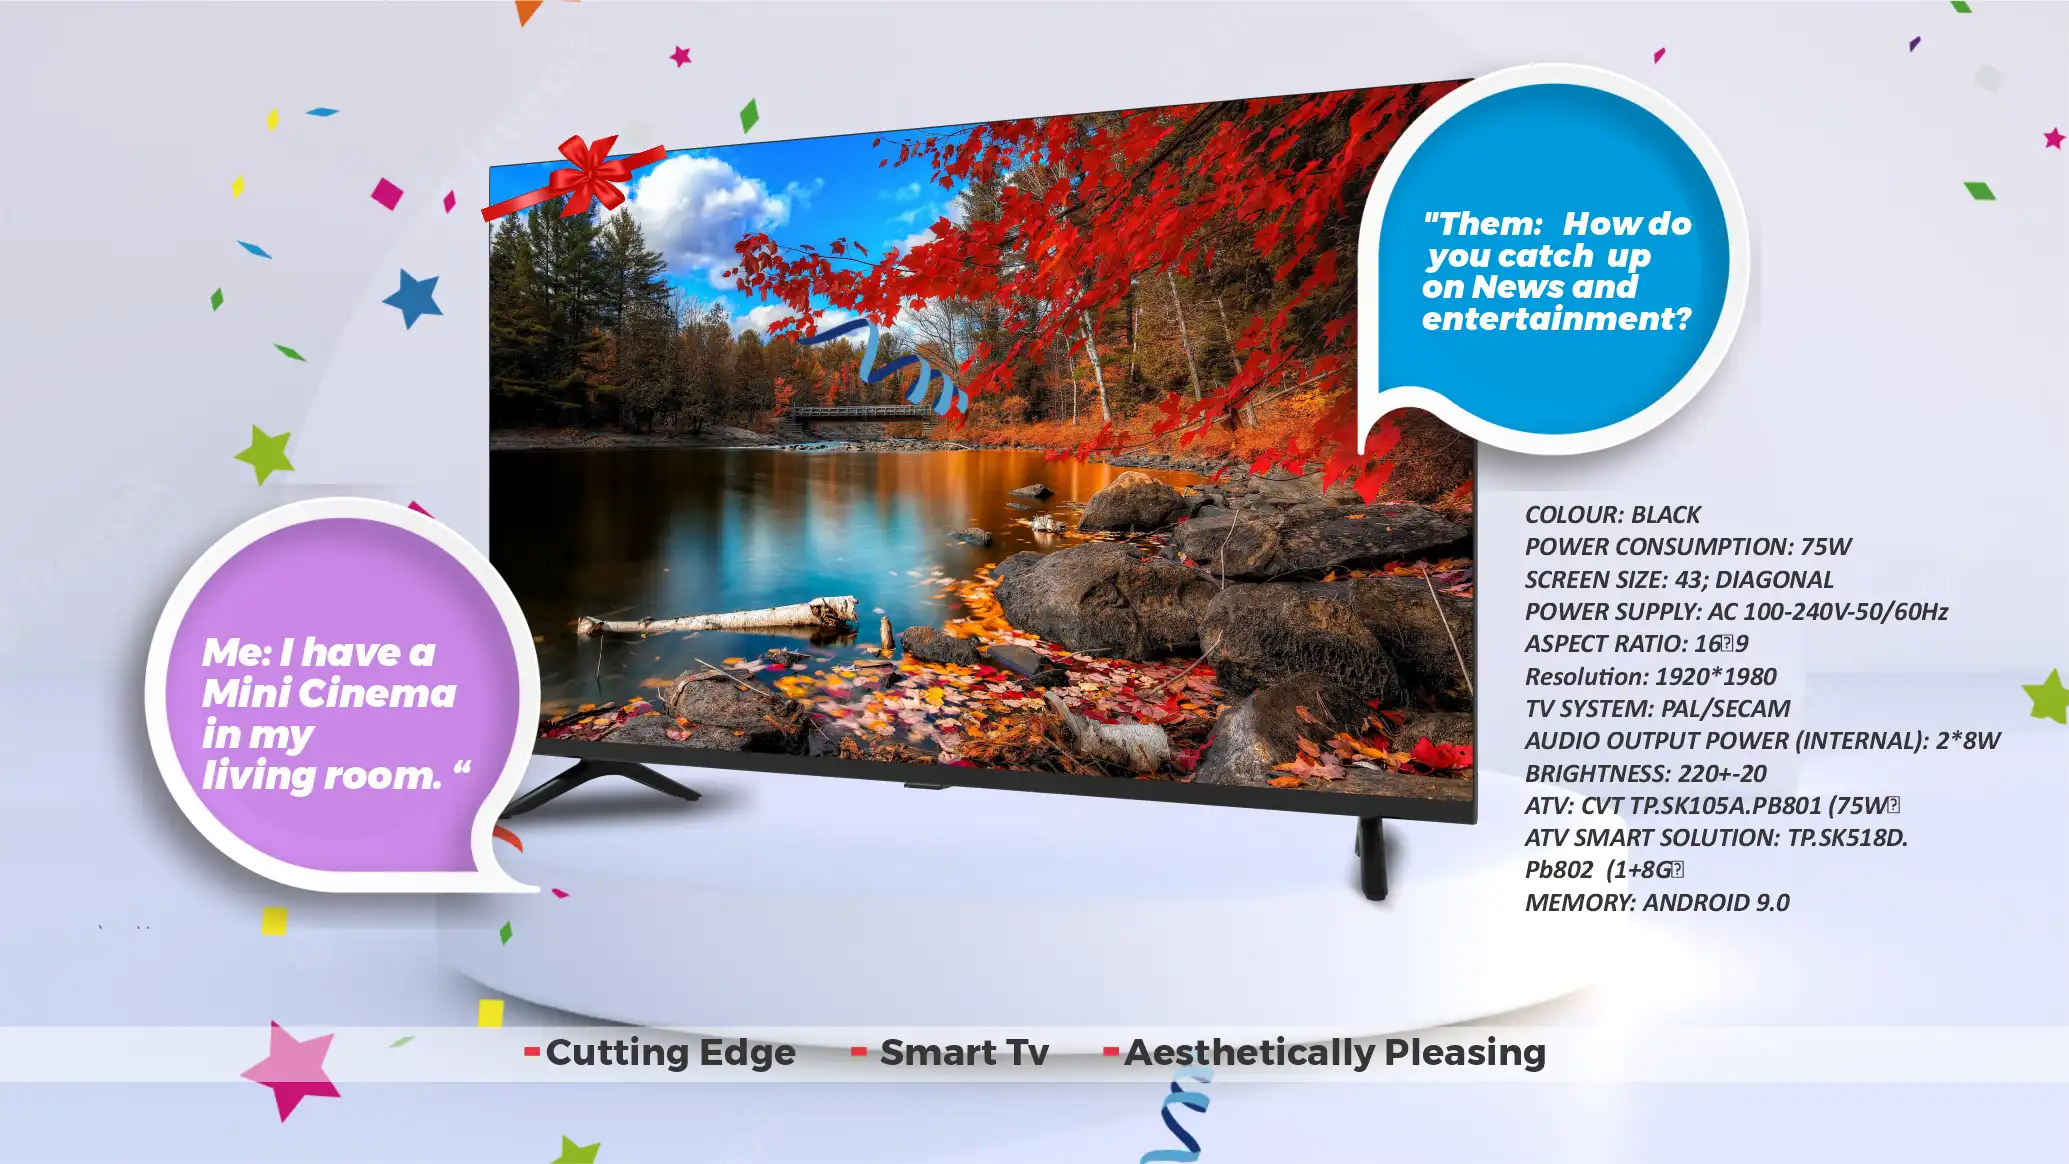 "Them: How do
you catch up
on News and
entertainment?
Me: I have a
Mini Cinema
in my
living room. “
COLOUR: BLACK
POWER CONSUMPTION: 75W
SCREEN SIZE: 43; DIAGONAL
POWER SUPPLY: AC 100-240V-50/60Hz
ASPECT RATIO: 16⍰9
Resolution: 1920*1980
TV SYSTEM: PAL/SECAM
AUDIO OUTPUT POWER (INTERNAL): 2*8W
BRIGHTNESS: 220+-20
ATV: CVT TP.SK105A.PB801 (75W⍰
ATV SMART SOLUTION: TP.SK518D.
Pb802 (1+8G⍰
MEMORY: ANDROID 9.0
-Cutting Edge - Smart Tv -Aesthetically Pleasing